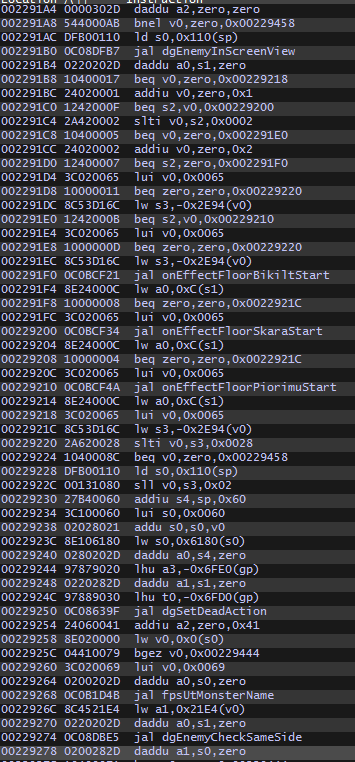 002291A4 0000302D daddu a2,zero,zero
002291A8 544000AB bnel v0,zero,0x00229458
002291AC DFB00110 ld s0,0x110(sp)
002291B0 0C08DFB7 jal dgEnemyInScreenView
002291B4 0220202D daddu a0,s1,zero
002291B8 10400017 beq v0,zero,0x00229218
002291BC 24020001 addiu v0,zero,0x1
002291C0 1242000F beq s2,v0,0x00229200
002291C4 2A420002 slti v0,s2,0x0002
002291C8 10400005 beq v0,zero,0x002291E0
002291CC 24020002 addiu v0,zero,0x2
002291D0 12400007 beq s2,zero,0x002291F0
002291D4 3C020065 lui v0,0x0065
002291D8 10000011 beq zero,zero,0x00229220
002291DC 8C53D16C lw s3,-0x2E94(v0)
002291E0 1242000B beq s2,v0,0x00229210
002291E4 3C020065 lui v0,0x0065
002291E8 1000000D beq zero,zero,0x00229220
002291EC 8C53D16C lw s3,-0x2E94(v0)
002291F0 0C0BCF21 jal onEffectFloorBikiltStart
002291F4 8E24000C lw a0,0xC(s1)
002291F8 10000008 beq zero,zero,0x0022921C
002291FC 3C020065 lui v0,0x0065
00229200 0C0BCF34 jal onEffectFloorSkaraStart
00229204 8E24000C lw a0,0xC(s1)
00229208 10000004 beq zero,zero,0x0022921C
0022920C 3C020065 lui v0,0x0065
00229210 0C0BCF4A jal onEffectFloorPiorimuStart
00229214 8E24000C lw a0,0xC(s1)
00229218 3C020065 lui v0,0x0065
0022921C 8C53D16C lw s3,-0x2E94(v0)
00229220 2A620028 slti v0,s3,0x0028
00229224 1040008C beq v0,zero,0x00229458
00229228 DFB00110 ld s0,0x110(sp)
0022922C 00131080 sll v0,s3,0x02
00229230 27B40060 addiu s4,sp,0x60
00229234 3C100060 lui s0,0x0060
00229238 02028021 addu s0,s0,v0
0022923C 8E106180 lw s0,0x6180(s0)
00229240 0280202D daddu a0,s4,zero
00229244 97879020 lhu a3,-0x6FE0(gp)
00229248 0220282D daddu a1,s1,zero
0022924C 97889030 lhu t0,-0x6FD0(gp)
00229250 0C08639F jal dgSetDeadAction
00229254 24060041 addiu a2,zero,0x41
00229258 8E020000 lw v0,0x0(s0)
0022925C 04410079 bgez v0,0x00229444
00229260 3C020069 lui v0,0x0069
00229264 0200202D daddu a0,s0,zero
00229268 0C0B1D4B jal fpsUtMonsterName
0022926C 8C4521E4 lw a1,0x21E4(v0)
00229270 0220202D daddu a0,s1,zero
00229274 0C08DBE5 jal dgEnemyCheckSameSide
00229278 0200282D daddu a1,s0,zero